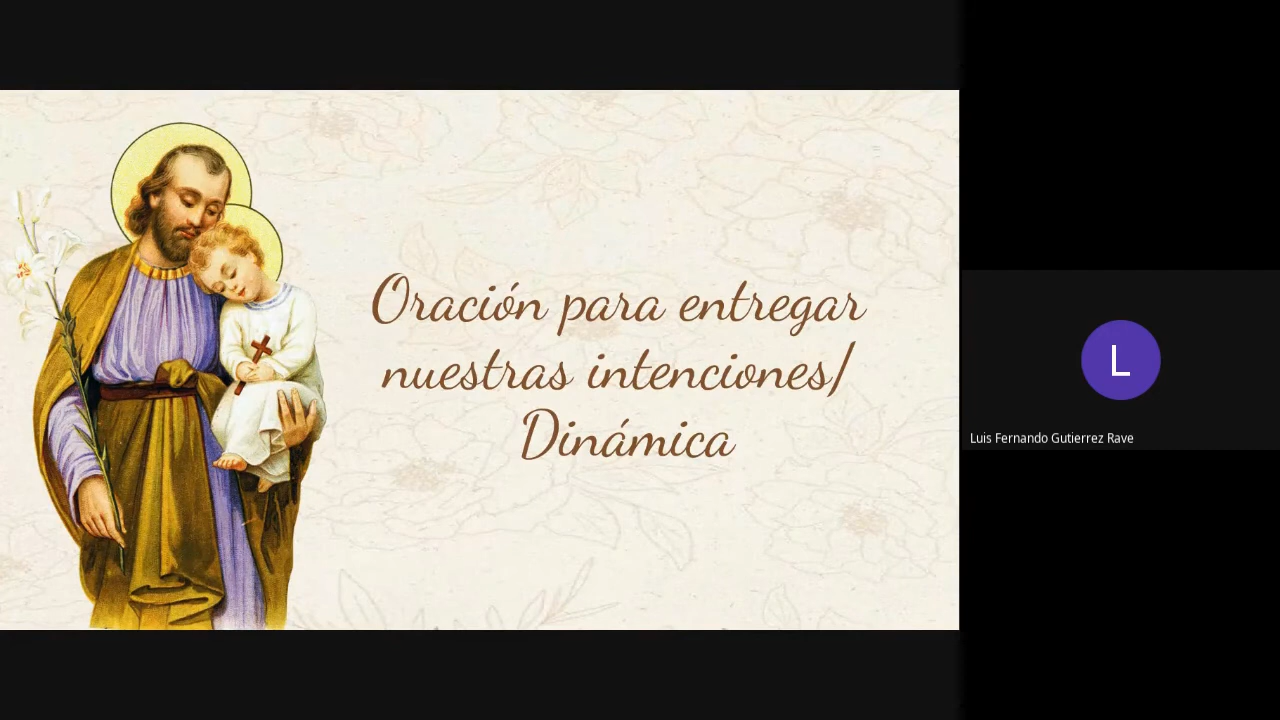 Oración para entregar
nuestras intenciones/
Dinámica
L
Luis Fernando Gutierrez Rave